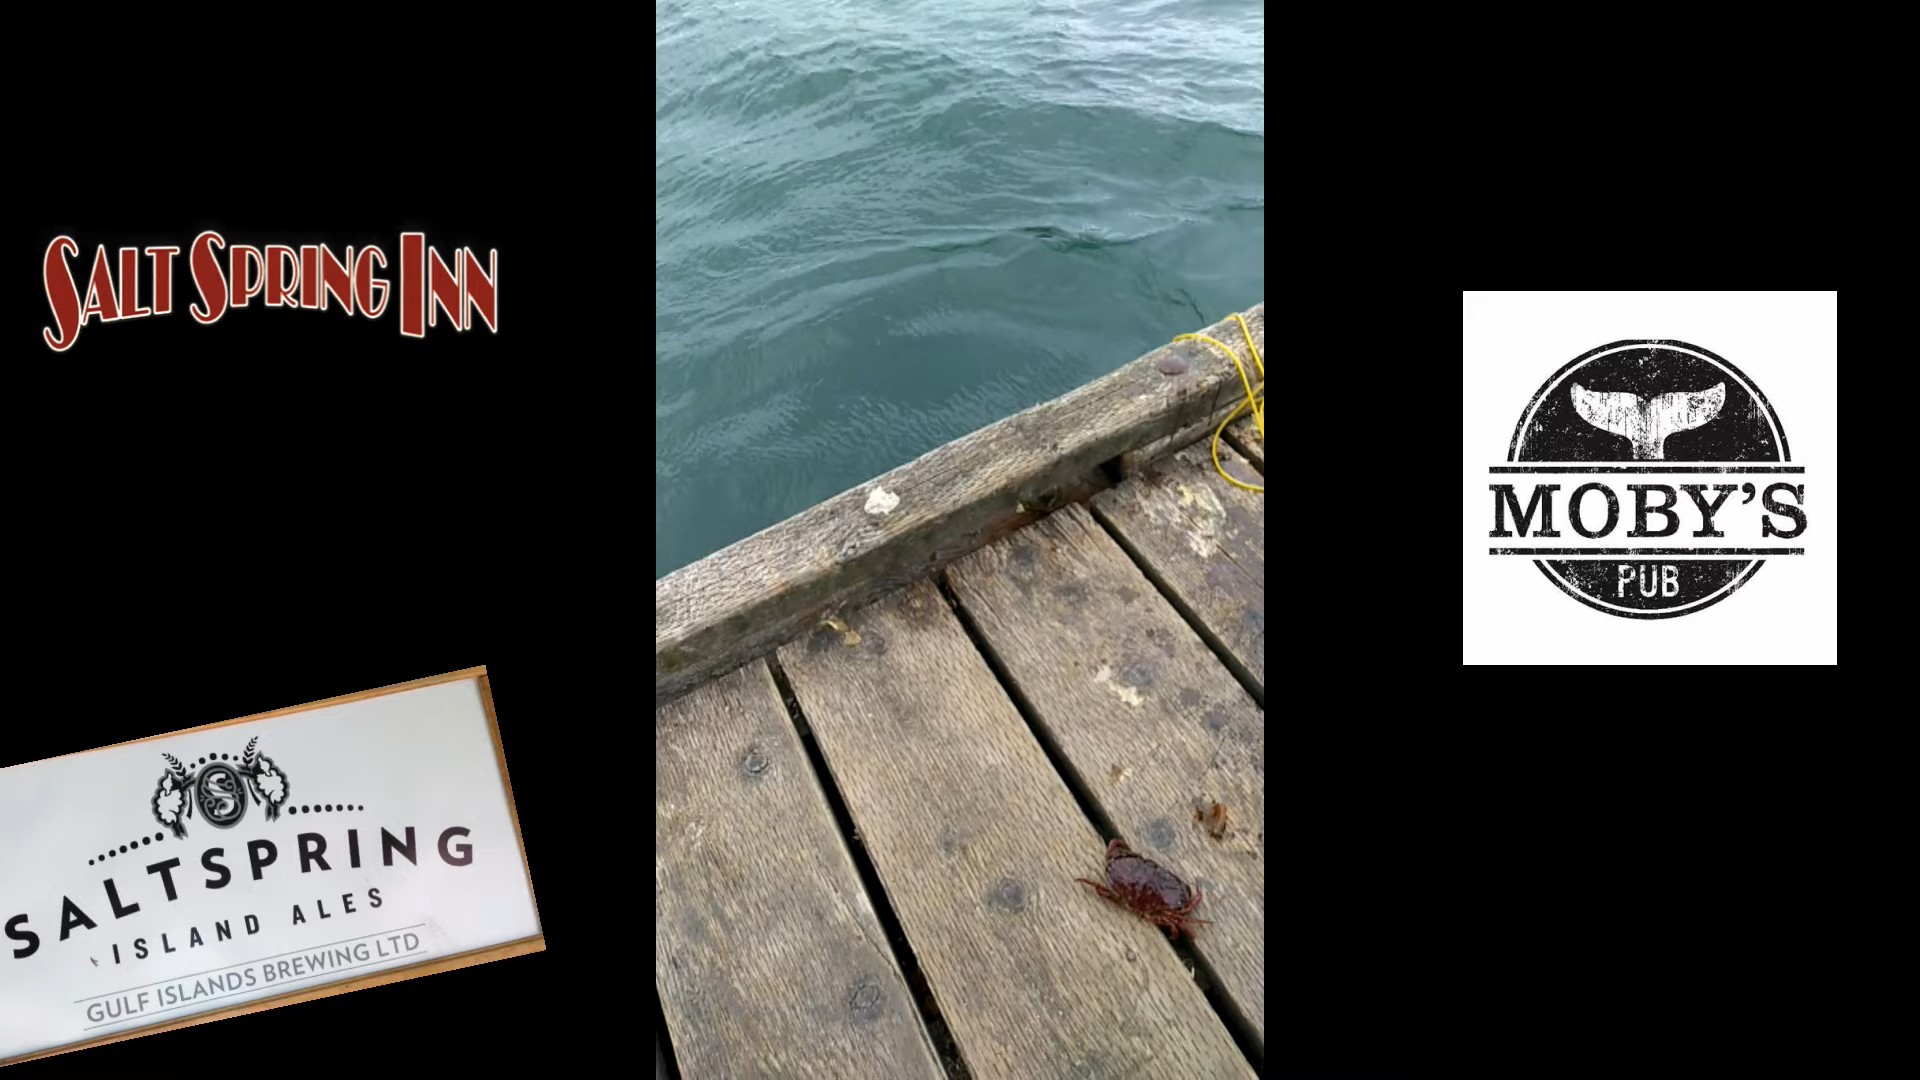 SALT SPRING INN
SALTSPRING
ISLAND ALES
GULF ISLANDS BREWING LTD
MOBY'S
PUB